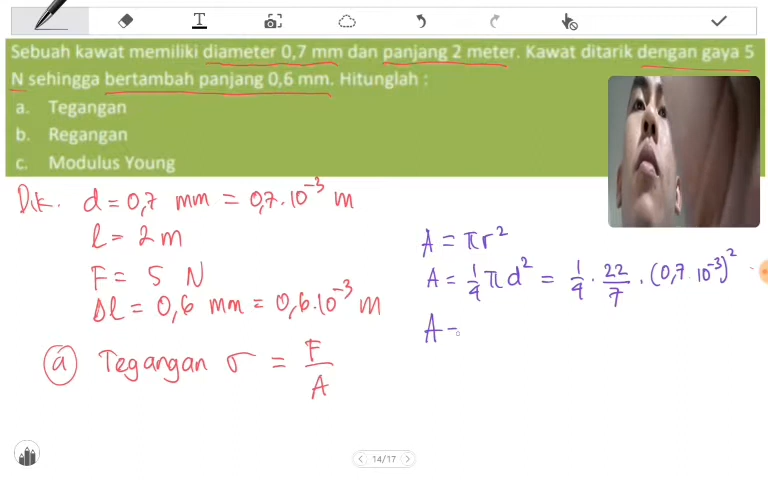 T
Sebuah kawat memiliki diameter 0,7 mm dan panjang 2 meter. Kawat ditarik dengan gaya 5
N sehingga bertambah panjang 0,6 mm. Hitunglah :
a. Tegangan
b. Regangan
c. Modulus Young
Dik. d = 0,7 mm = 0,7.10⁻³ m
l = 2 m
F = 5 N
Δl = 0,6 mm = 0,6.10⁻³ m
ⓐ Tegangan σ = F/A
A = πr²
A = 1/4 πd² = 1/4 . 22/7 . (0,7.10⁻³)²
A =
14/17